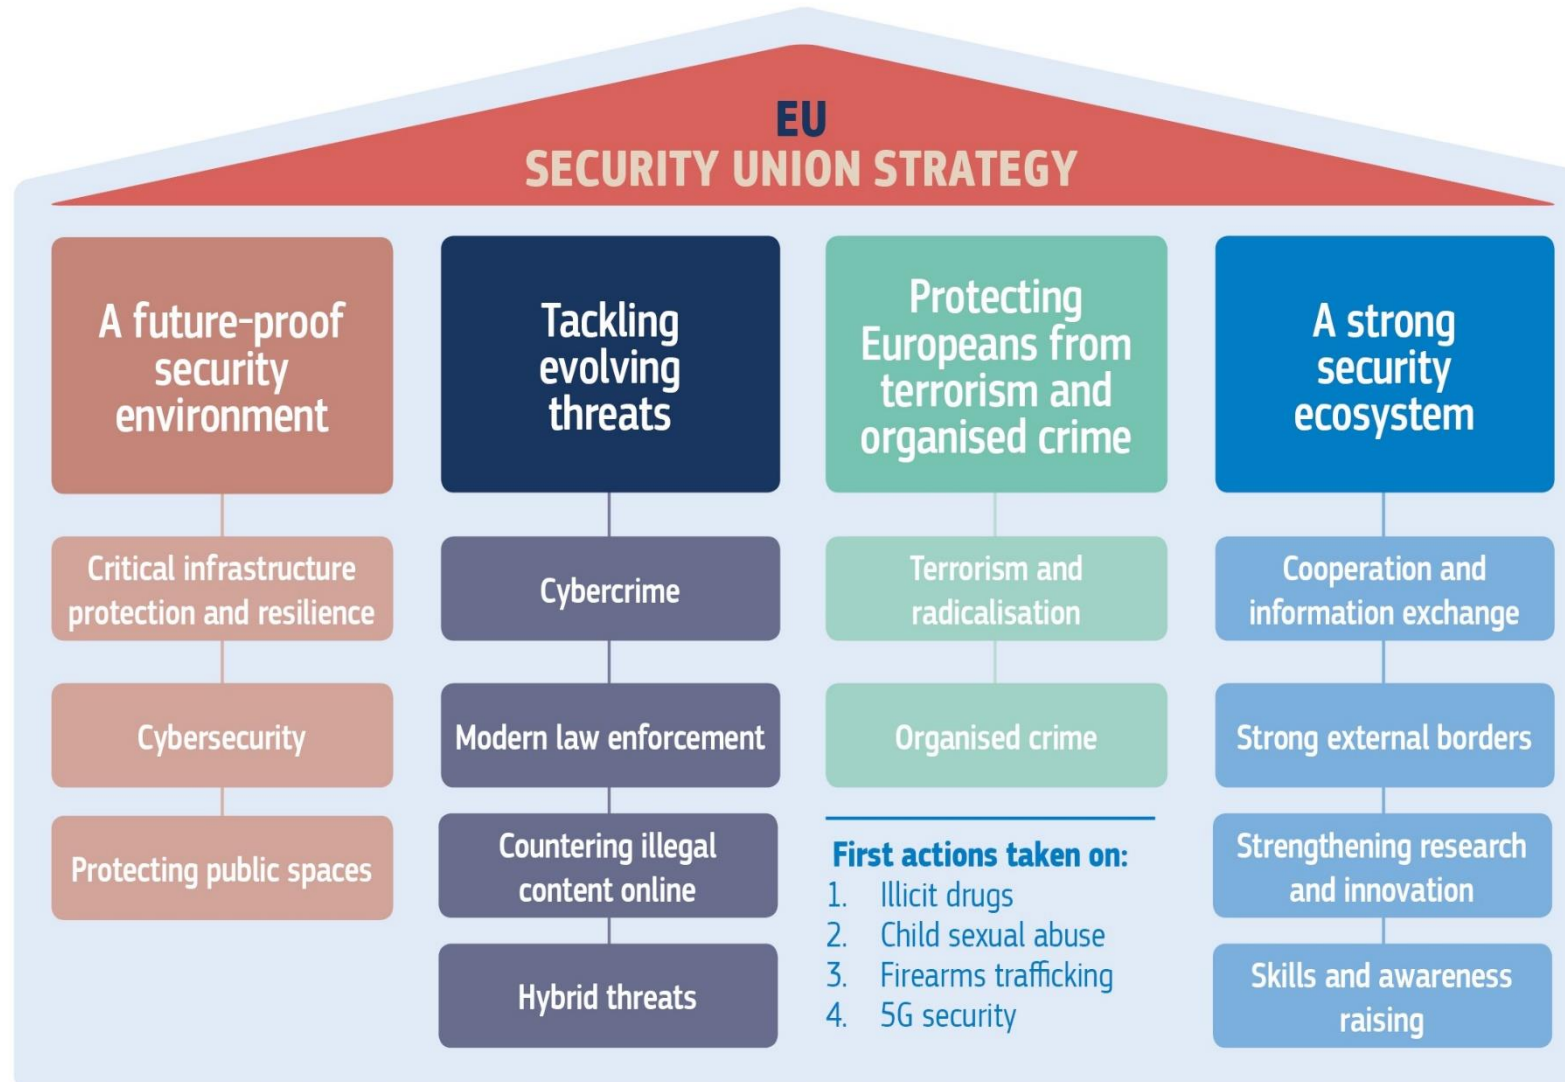 EU
SECURITY UNION STRATEGY
A future-proof
security
environment
Critical infrastructure
protection and resilience
Cybersecurity
Protecting public spaces
Tackling
evolving
threats
Cybercrime
Modern law enforcement
Countering illegal
content online
Hybrid threats
Protecting
Europeans from
terrorism and
organised crime
Terrorism and
radicalisation
Organised crime
First actions taken on:
1. Illicit drugs
2. Child sexual abuse
3. Firearms trafficking
4. 5G security
A strong
security
ecosystem
Cooperation and
information exchange
Strong external borders
Strengthening research
and innovation
Skills and awareness
raising